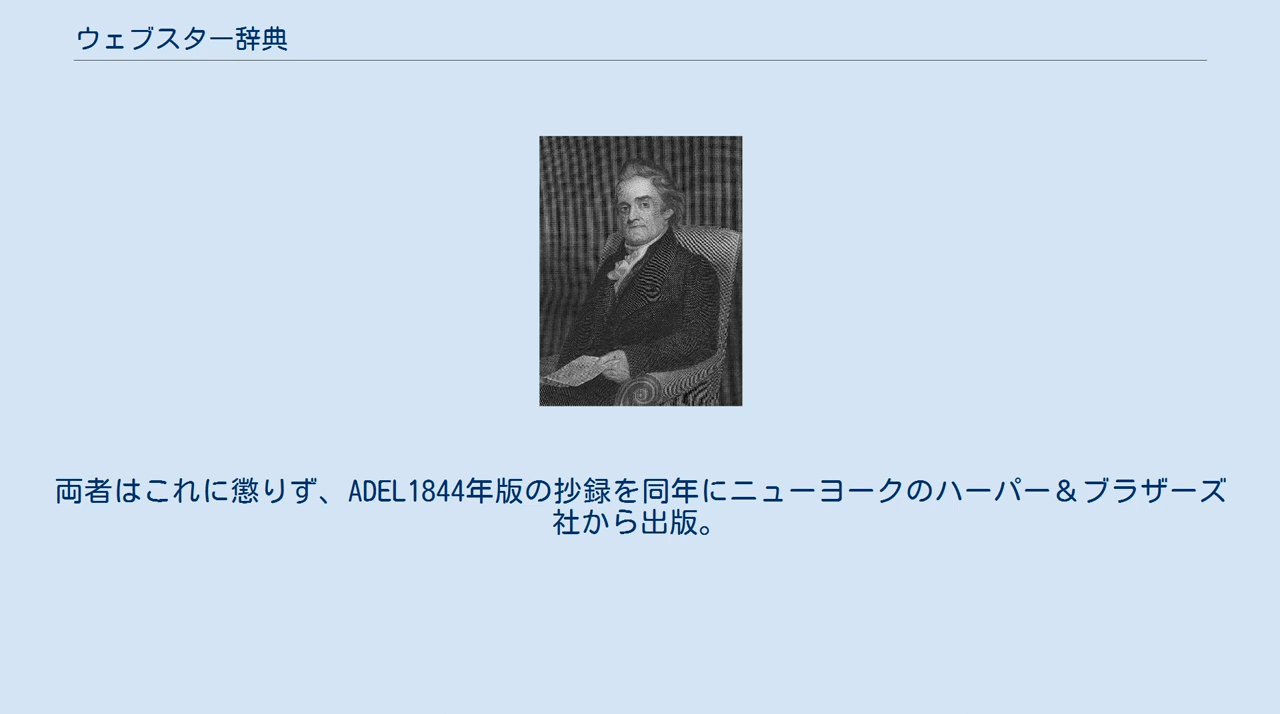 ウェブスター辞典
両者はこれに懲りず、ADEL1844年版の抄録を同年にニューヨークのハーパー＆ブラザーズ
社から出版。